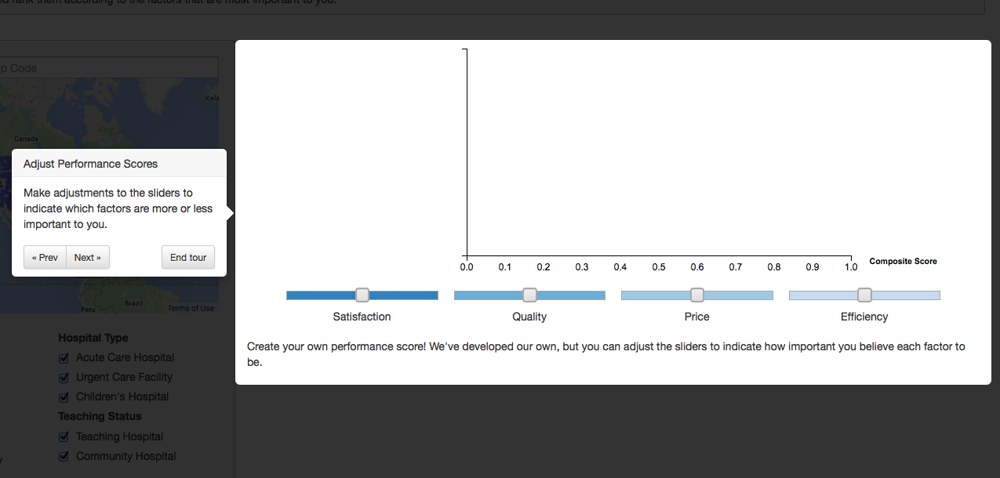 nd rank them according to the factors that are most important to you.
p Code
Icela
Canada
Adjust Performance Scores
Make adjustments to the sliders to
indicate which factors are more or less
important to you.
« Prev Next » End tour
Brazil
Peru
Terms of Use
Hospital Type
Acute Care Hospital
Urgent Care Facility
Children's Hospital
Teaching Status
Teaching Hospital
Community Hospital
0.0 0.1 0.2 0.3 0.4 0.5 0.6 0.7 0.8 0.9 1.0
Composite Score
Satisfaction Quality Price Efficiency
Create your own performance score! We've developed our own, but you can adjust the sliders to indicate how important you believe each factor to
be.